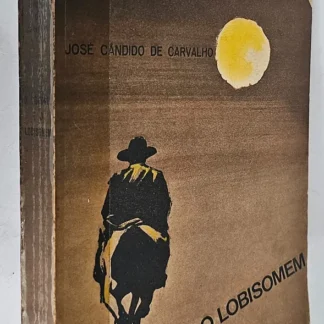 JOSÉ CÂNDIDO DE CARVALHO
O LOBISOMEM